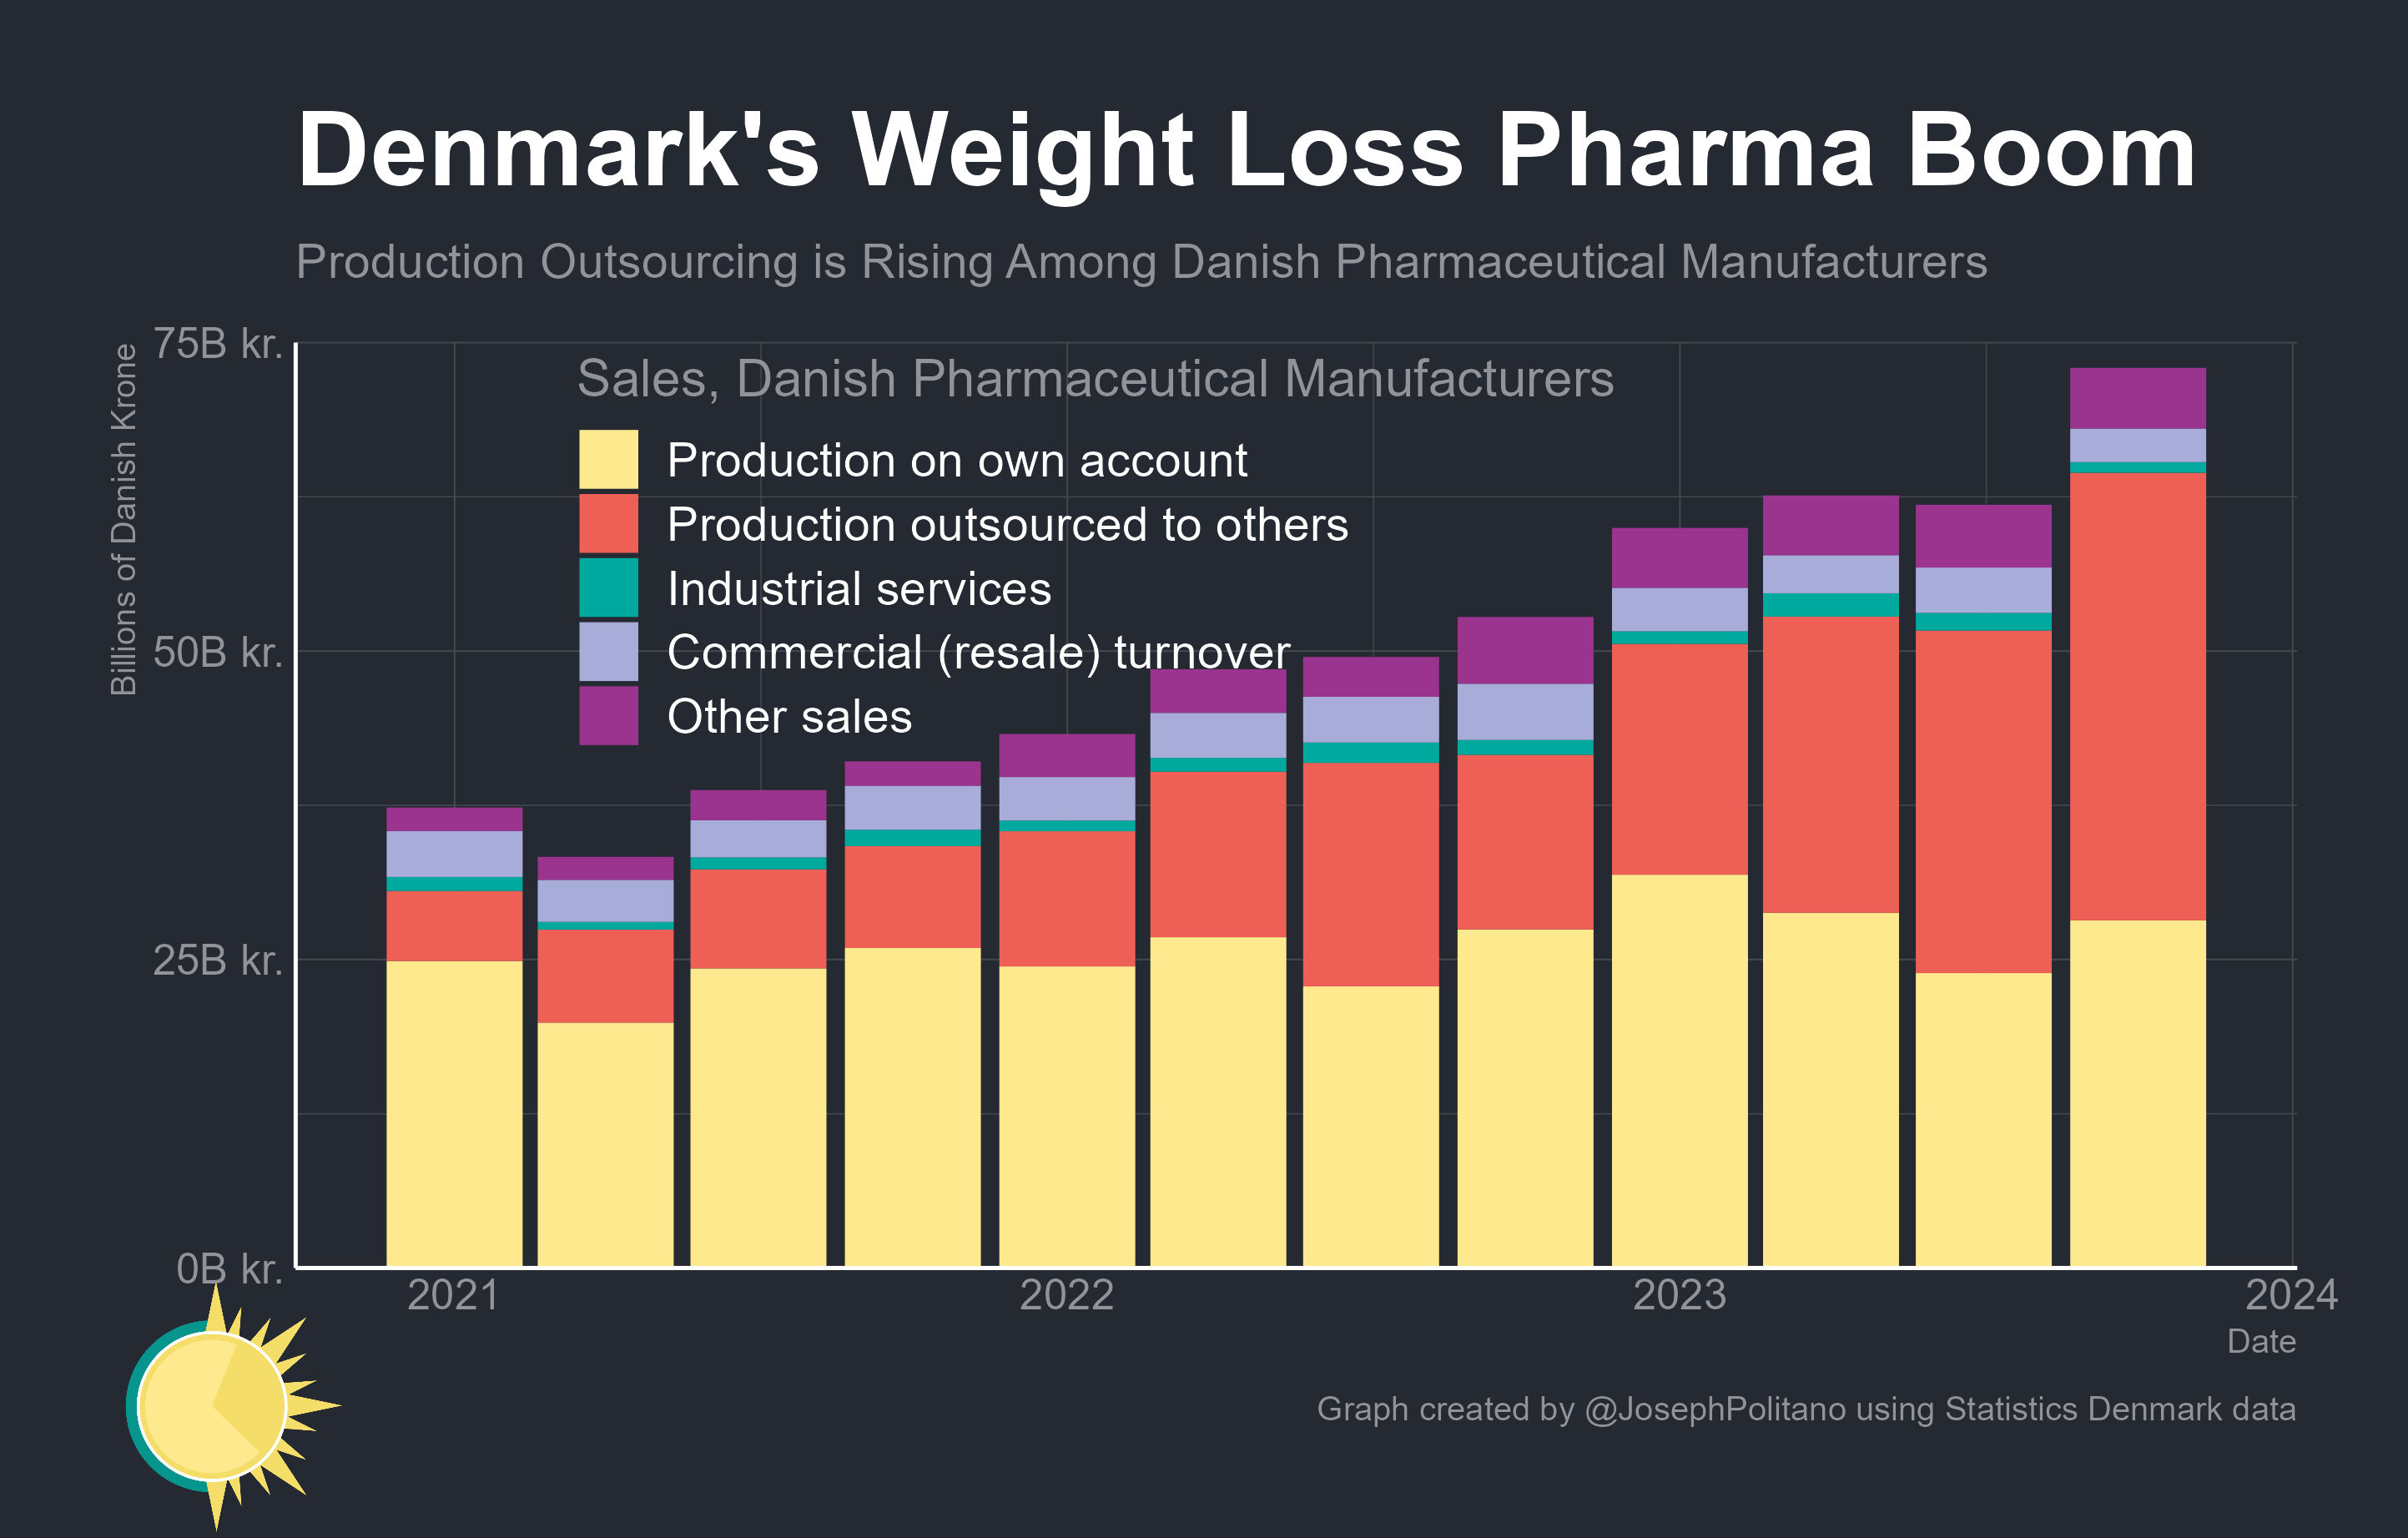 Denmark's Weight Loss Pharma Boom
Production Outsourcing is Rising Among Danish Pharmaceutical Manufacturers
Billions of Danish Krone
75B kr.
50B kr.
25B kr.
0B kr.
Sales, Danish Pharmaceutical Manufacturers
Production on own account
Production outsourced to others
Industrial services
Commercial (resale) turnover
Other sales
2021
2022
2023
2024
Date
Graph created by @JosephPolitano using Statistics Denmark data